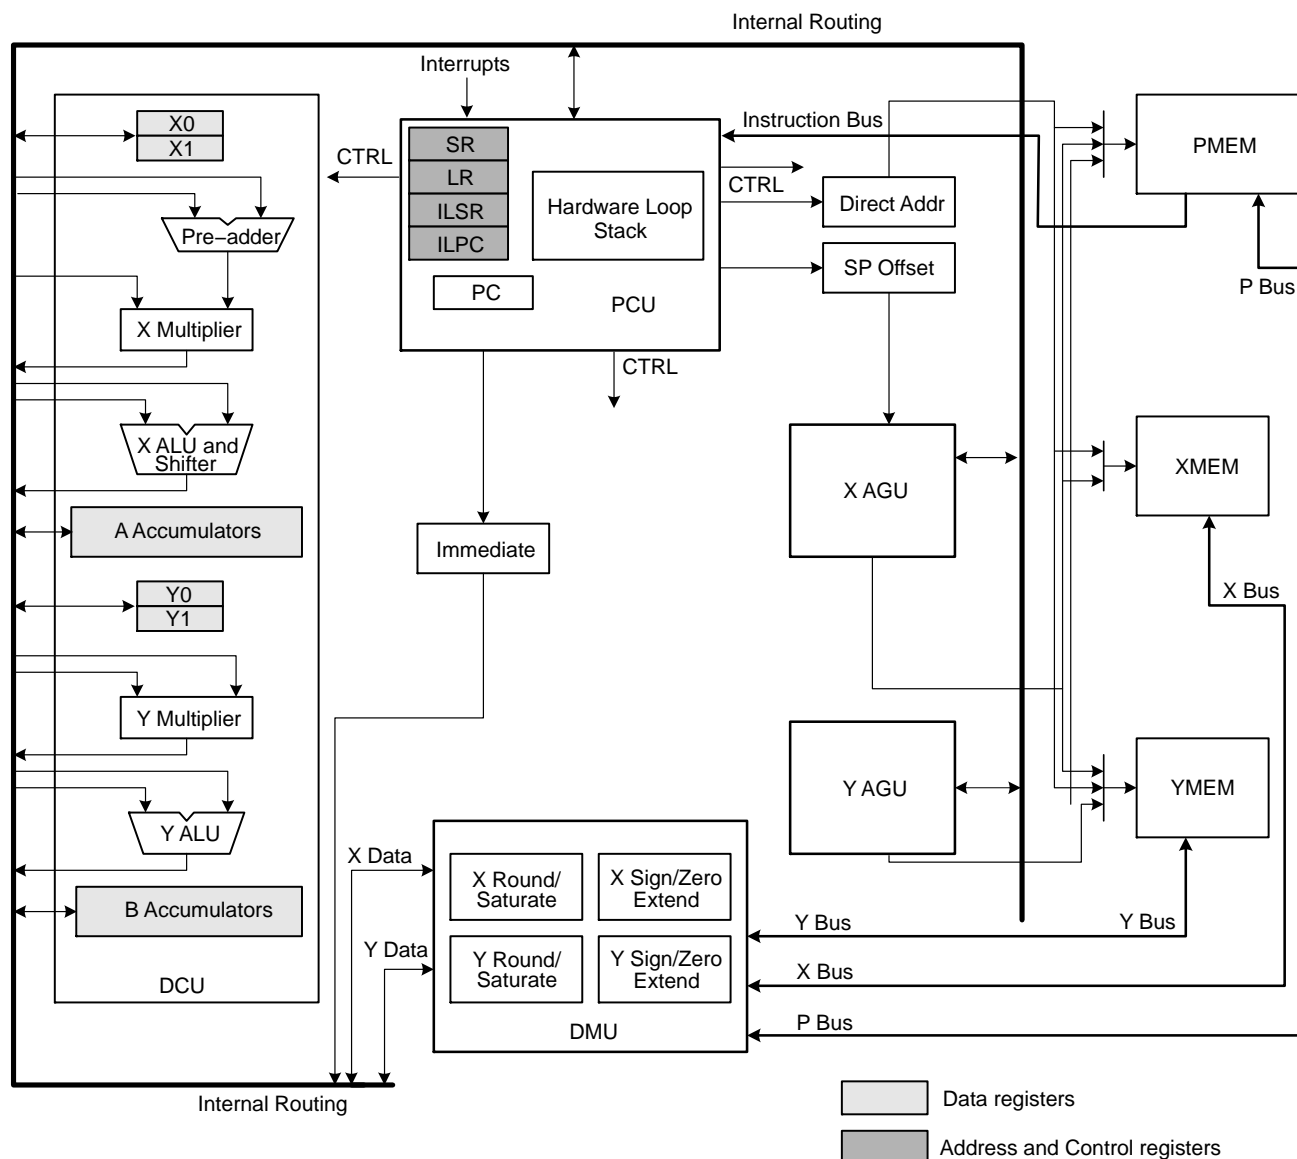 Internal Routing
Interrupts
X0
X1
CTRL
SR
LR
ILSR
ILPC
PC
Hardware Loop
Stack
PCU
Instruction Bus
CTRL
Direct Addr
SP Offset
CTRL
PMEM
P Bus
Pre–adder
X Multiplier
X ALU and
Shifter
A Accumulators
Immediate
X AGU
XMEM
X Bus
Y0
Y1
Y Multiplier
Y ALU
B Accumulators
DCU
Y AGU
YMEM
X Data
Y Data
X Round/
Saturate
X Sign/Zero
Extend
Y Round/
Saturate
Y Sign/Zero
Extend
DMU
Y Bus
Y Bus
X Bus
P Bus
Internal Routing
Data registers
Address and Control registers